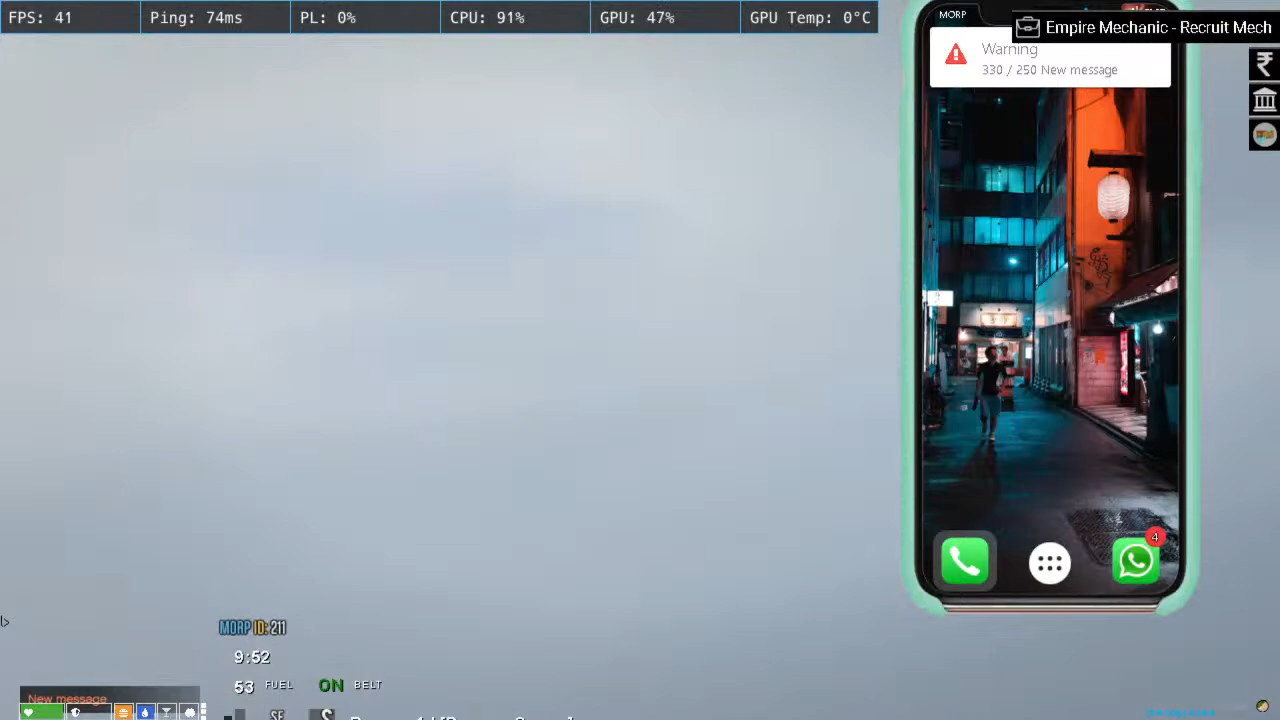 FPS: 41
Ping: 74ms
PL: 0%
CPU: 91%
GPU: 47%
GPU Temp: 0°C
MORP
Empire Mechanic - Recruit Mech
Warning
330 / 250 New message
4
MORP ID: 211
9:52
53 FUEL ON BELT
New message